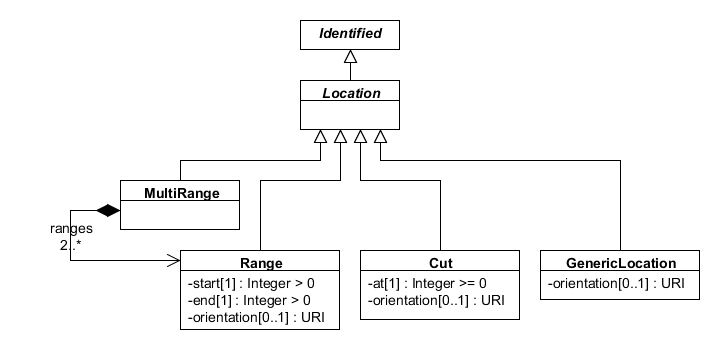 Identified
Location
MultiRange
ranges
2..*
Range
-start[1] : Integer > 0
-end[1] : Integer > 0
-orientation[0..1] : URI
Cut
-at[1] : Integer >= 0
-orientation[0..1] : URI
GenericLocation
-orientation[0..1] : URI